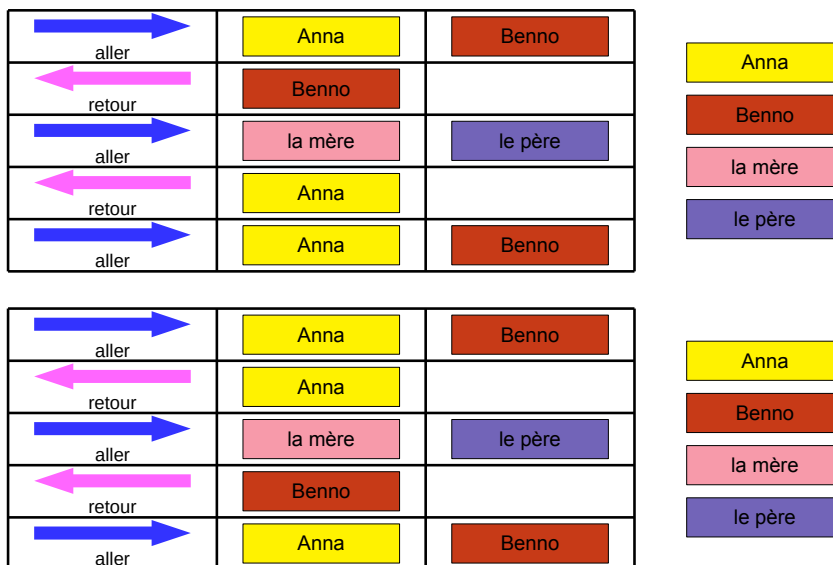 aller Anna Benno
retour Benno
aller la mère le père
retour Anna
aller Anna Benno
Anna
Benno
la mère
le père
aller Anna Benno
retour Anna
aller la mère le père
retour Benno
aller Anna Benno
Anna
Benno
la mère
le père